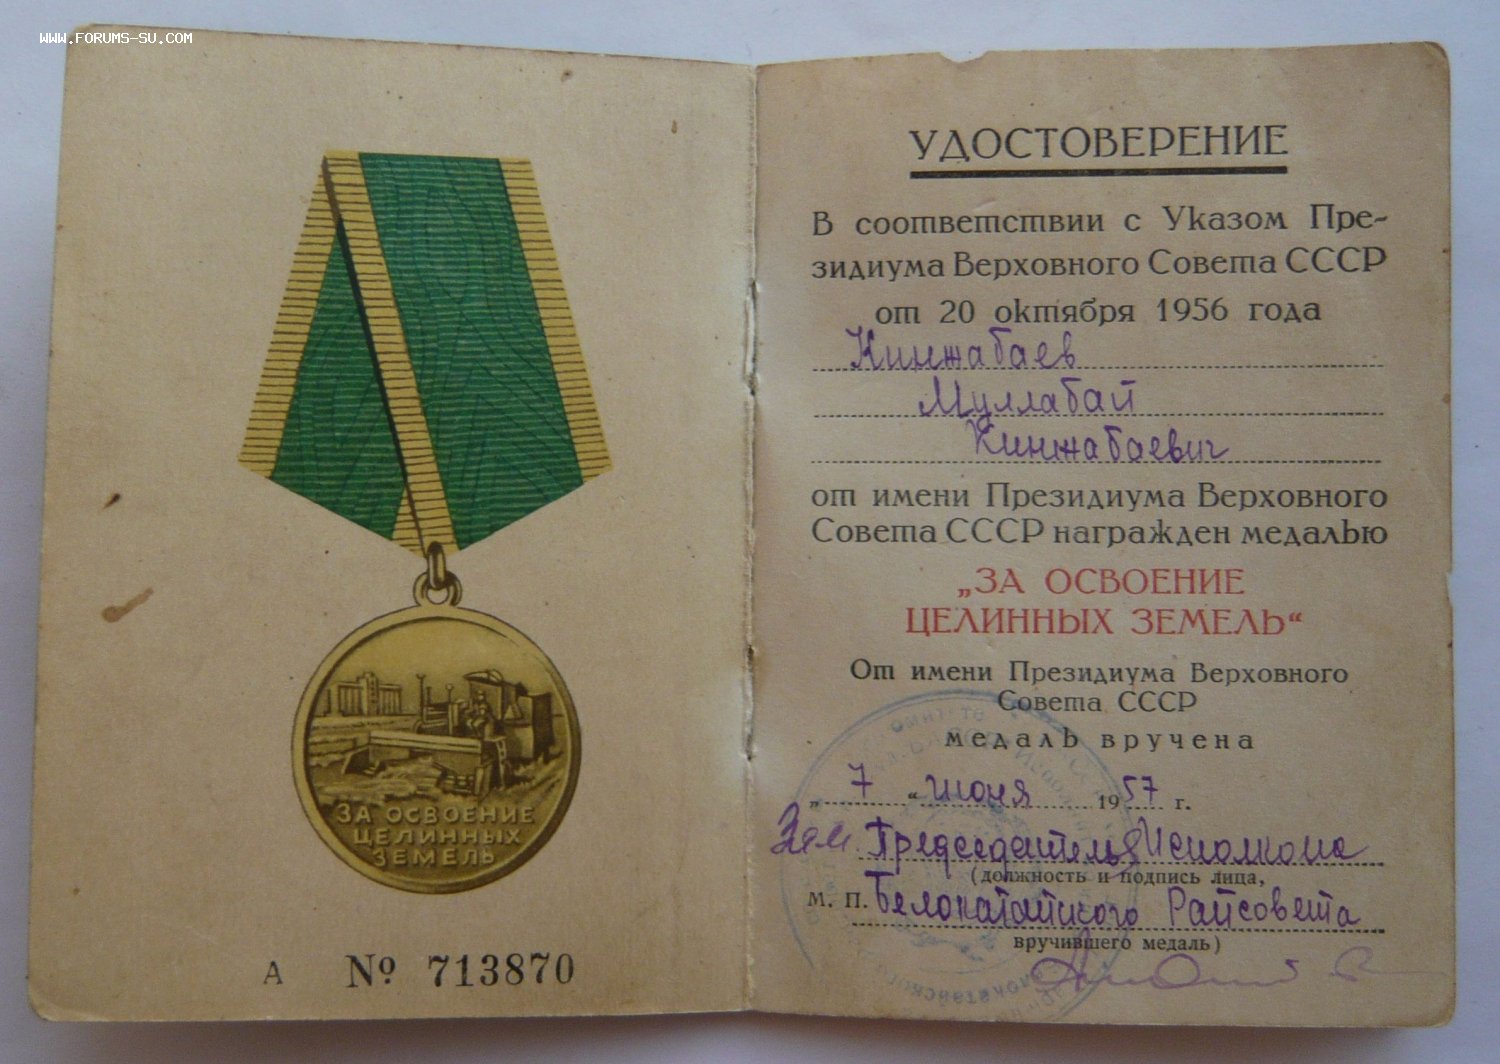 www.forums-su.com
ЗА ОСВОЕНИЕ
ЦЕЛИННЫХ
ЗЕМЕЛЬ
А № 713870
УДОСТОВЕРЕНИЕ
В соответствии с Указом Пре-
зидиума Верховного Совета СССР
от 20 октября 1956 года
Кинжабаев
Муллабай
Кинжабаевич
от имени Президиума Верховного
Совета СССР награжден медалью
„ЗА ОСВОЕНИЕ
ЦЕЛИННЫХ ЗЕМЕЛЬ“
От имени Президиума Верховного
Совета СССР
медаль вручена
„ 7 “ июня 1957 г.
Зам. Председателя Исполкома
(должность и подпись лица,
М. П. Белокатайского Райсовета
вручившего медаль)